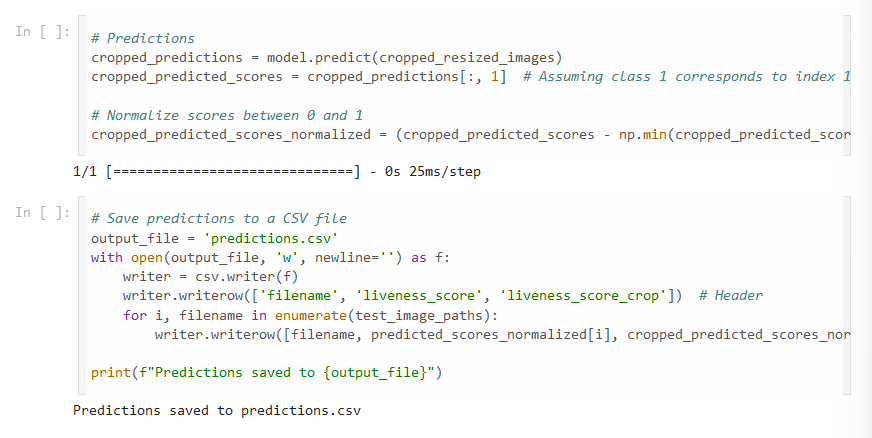 In [ ]:
# Predictions
cropped_predictions = model.predict(cropped_resized_images)
cropped_predicted_scores = cropped_predictions[:, 1]  # Assuming class 1 corresponds to index 1
# Normalize scores between 0 and 1
cropped_predicted_scores_normalized = (cropped_predicted_scores - np.min(cropped_predicted_scor
1/1 [==============================] - 0s 25ms/step
In [ ]:
# Save predictions to a CSV file
output_file = 'predictions.csv'
with open(output_file, 'w', newline='') as f:
    writer = csv.writer(f)
    writer.writerow(['filename', 'liveness_score', 'liveness_score_crop'])  # Header
    for i, filename in enumerate(test_image_paths):
        writer.writerow([filename, predicted_scores_normalized[i], cropped_predicted_scores_nor
print(f"Predictions saved to {output_file}")
Predictions saved to predictions.csv